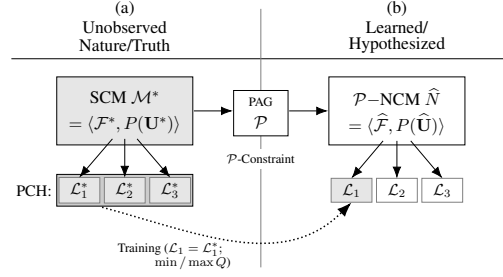 (a)
Unobserved
Nature/Truth
(b)
Learned/
Hypothesized
SCM 𝓜*
= ⟨𝓕*, P(𝐔*)⟩
PAG
𝒫
𝒫-Constraint
𝒫−NCM N̂
= ⟨𝓕̂, P(𝐔̂)⟩
PCH: 𝓛₁* 𝓛₂* 𝓛₃*
𝓛₁ 𝓛₂ 𝓛₃
Training (𝓛₁ = 𝓛₁*;
min / max Q)